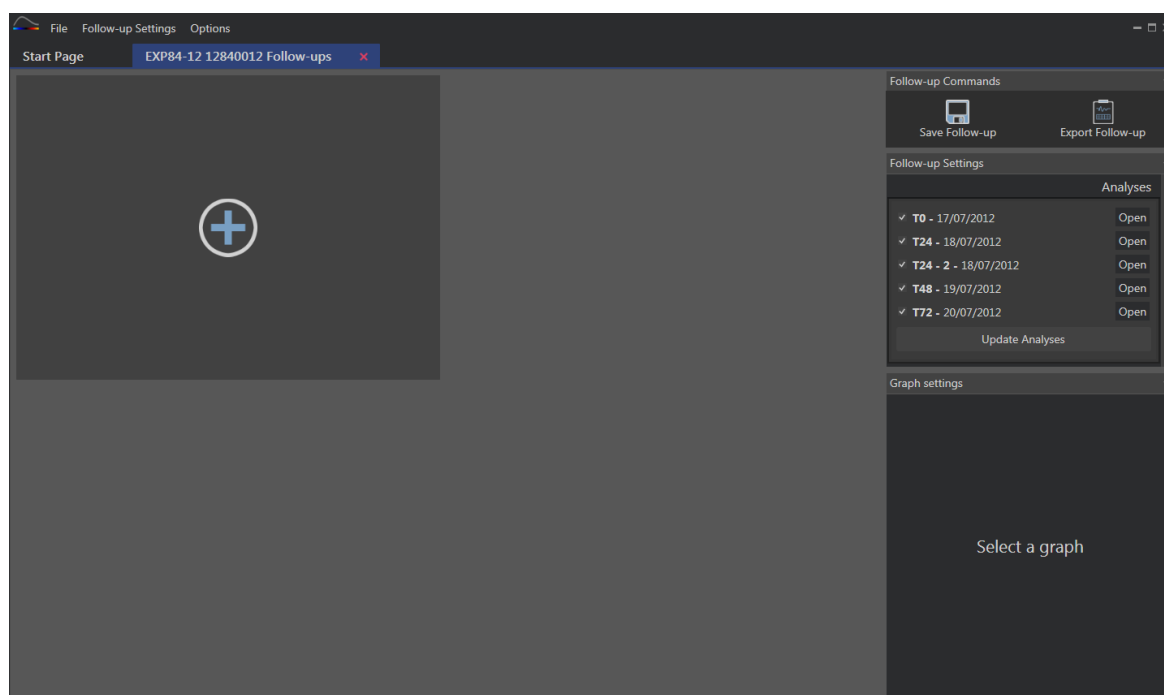 File Follow-up Settings Options
Start Page EXP84-12 12840012 Follow-ups ×
Follow-up Commands
Save Follow-up Export Follow-up
Follow-up Settings
Analyses
T0 - 17/07/2012 Open
T24 - 18/07/2012 Open
T24 - 2 - 18/07/2012 Open
T48 - 19/07/2012 Open
T72 - 20/07/2012 Open
Update Analyses
Graph settings
Select a graph